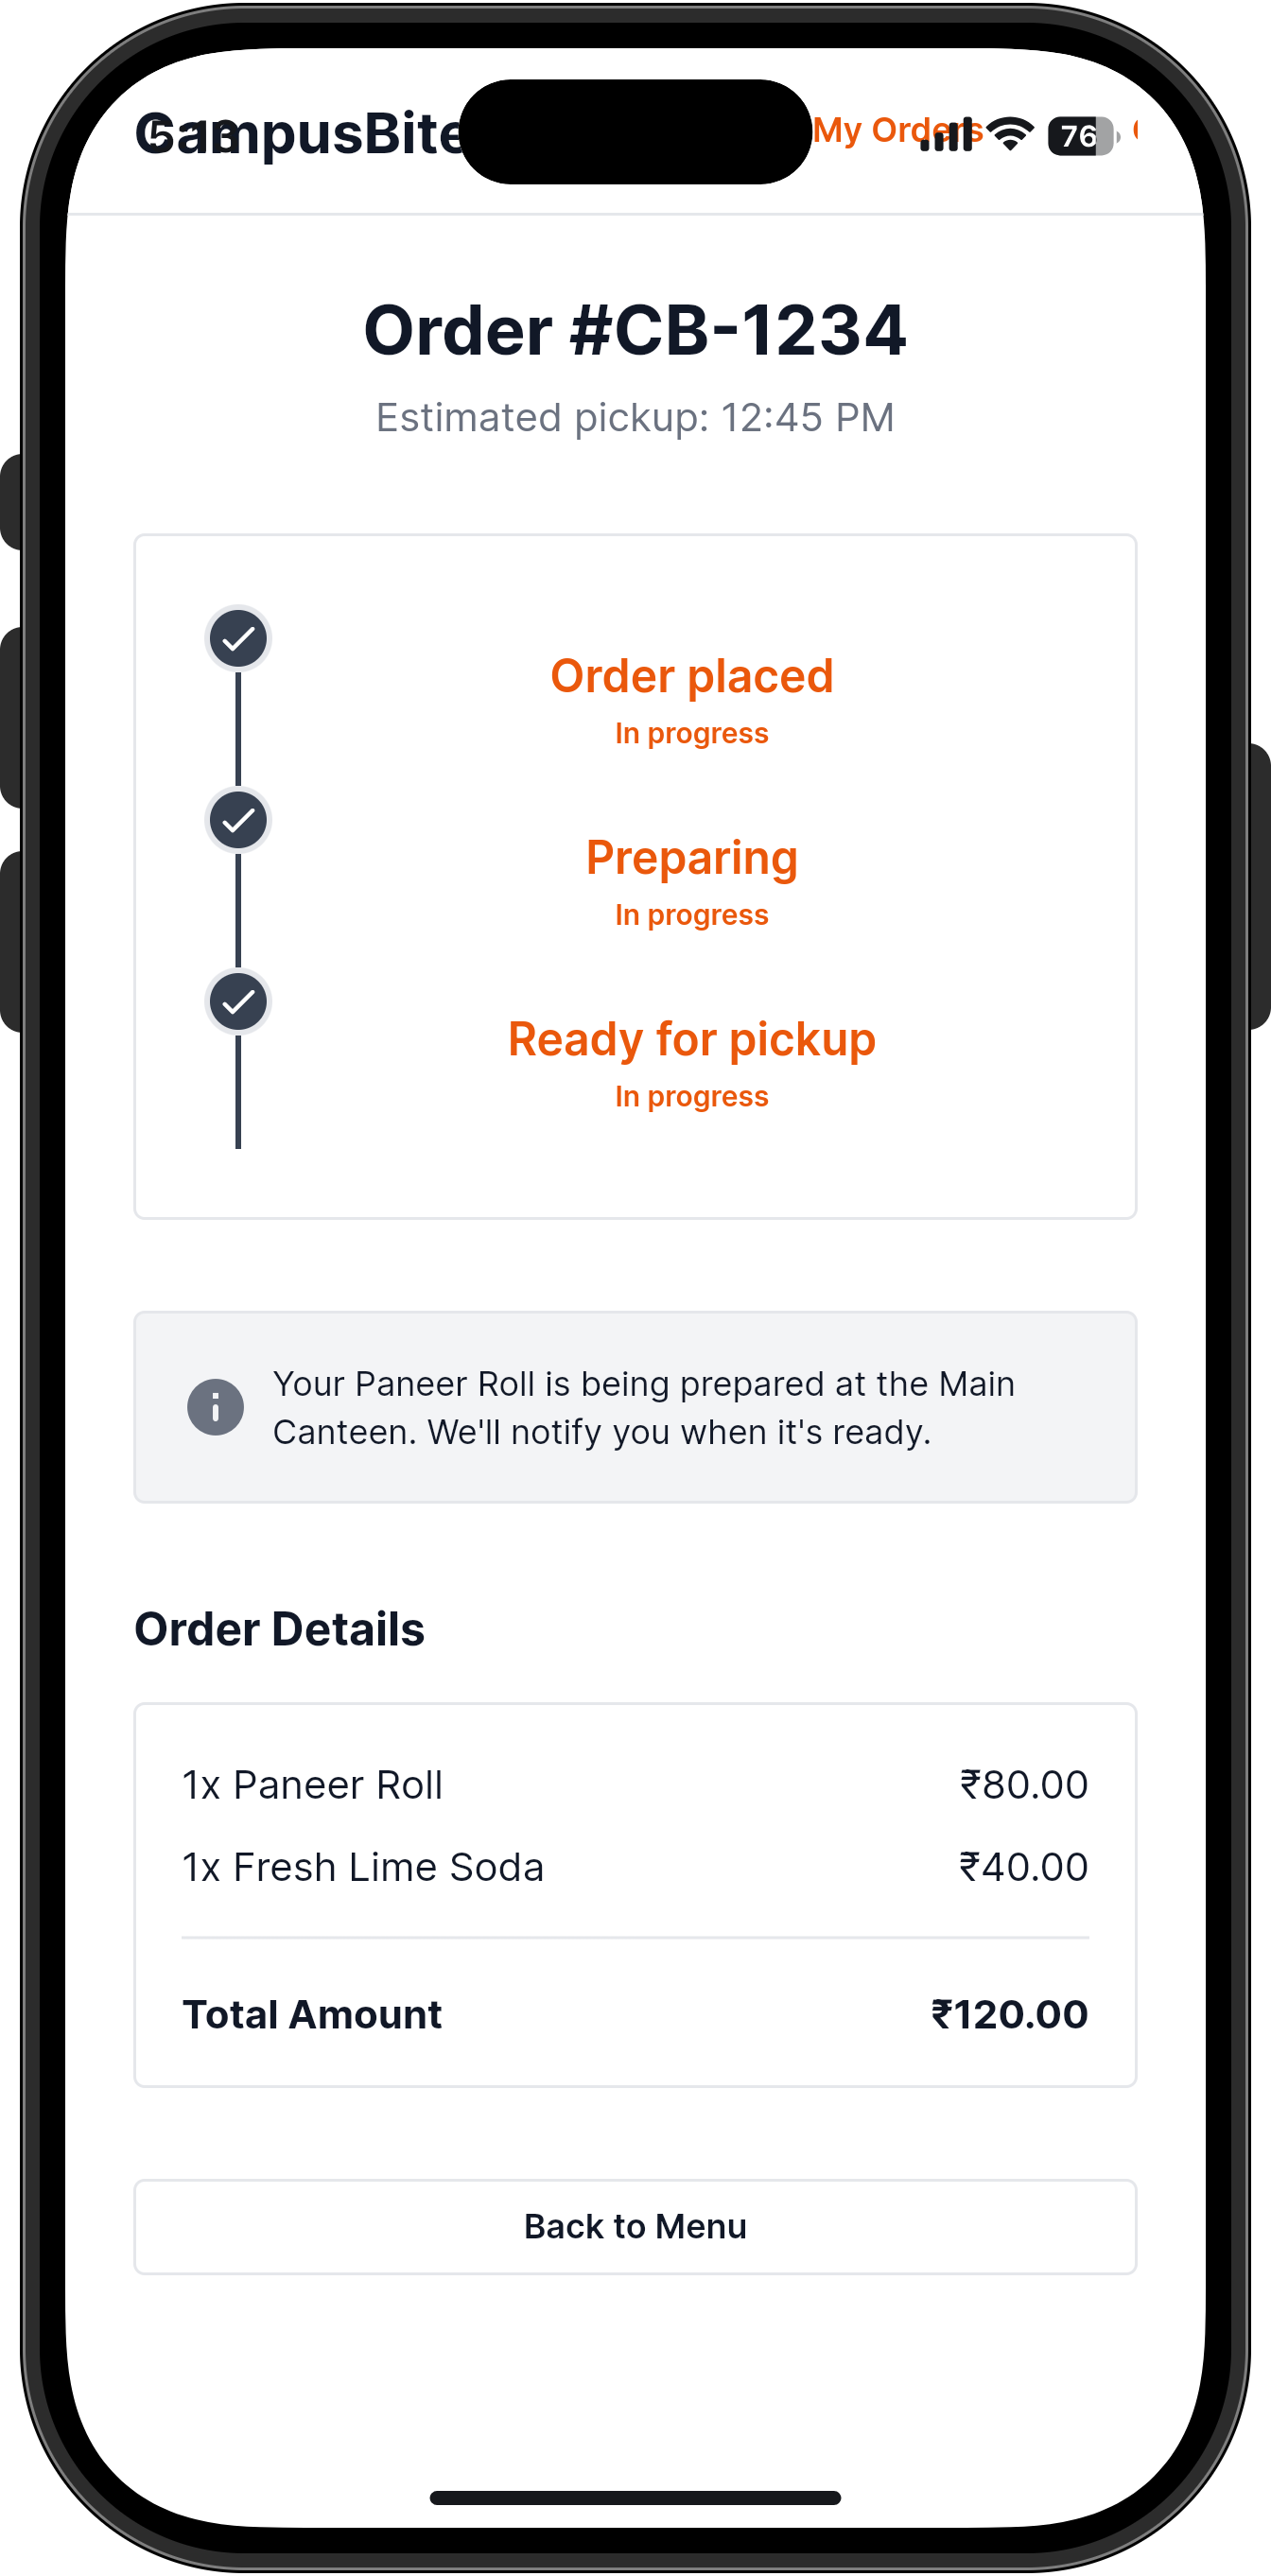 CampusBite
My Orders
76
Order #CB-1234
Estimated pickup: 12:45 PM
Order placed
In progress
Preparing
In progress
Ready for pickup
In progress
Your Paneer Roll is being prepared at the Main
Canteen. We'll notify you when it's ready.
Order Details
1x Paneer Roll ₹80.00
1x Fresh Lime Soda ₹40.00
Total Amount ₹120.00
Back to Menu